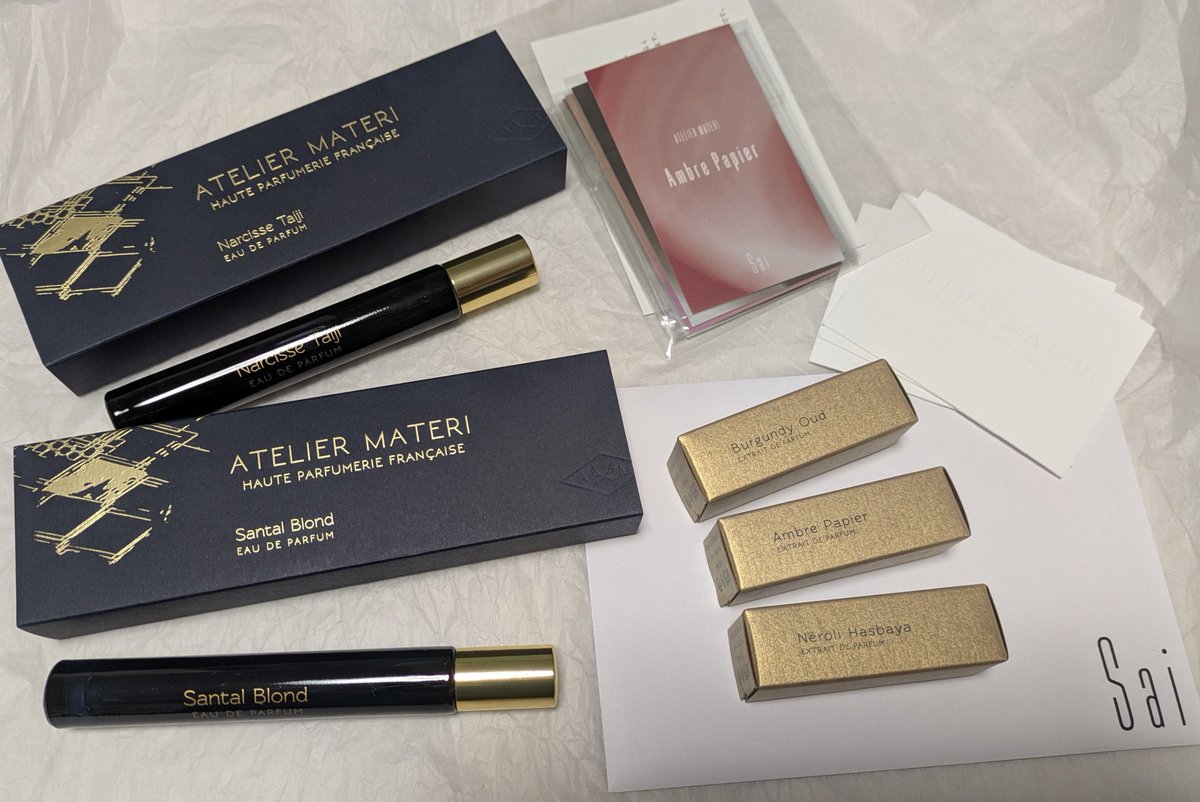 ATELIER MATERI
HAUTE PARFUMERIE FRANÇAISE
Narcisse Taiji
EAU DE PARFUM
Narcisse Taiji
EAU DE PARFUM
ATELIER MATERI
HAUTE PARFUMERIE FRANÇAISE
Santal Blond
EAU DE PARFUM
Santal Blond
EAU DE PARFUM
ATELIER MATERI
Ambre Papier
Sai
Burgundy Oud
EXTRAIT DE PARFUM
Ambre Papier
EXTRAIT DE PARFUM
Néroli Hasbaya
EXTRAIT DE PARFUM
Sai